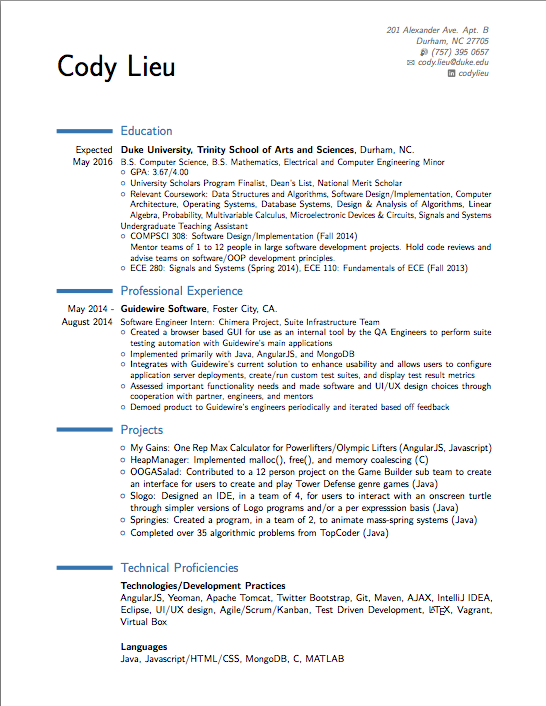 201 Alexander Ave. Apt. B
Durham, NC 27705
(757) 395 0657
cody.lieu@duke.edu
codylieu
Cody Lieu
Education
Expected
May 2016
Duke University, Trinity School of Arts and Sciences, Durham, NC.
B.S. Computer Science, B.S. Mathematics, Electrical and Computer Engineering Minor
GPA: 3.67/4.00
University Scholars Program Finalist, Dean's List, National Merit Scholar
Relevant Coursework: Data Structures and Algorithms, Software Design/Implementation, Computer
Architecture, Operating Systems, Database Systems, Design & Analysis of Algorithms, Linear
Algebra, Probability, Multivariable Calculus, Microelectronic Devices & Circuits, Signals and Systems
Undergraduate Teaching Assistant
COMPSCI 308: Software Design/Implementation (Fall 2014)
Mentor teams of 1 to 12 people in large software development projects. Hold code reviews and
advise teams on software/OOP development principles.
ECE 280: Signals and Systems (Spring 2014), ECE 110: Fundamentals of ECE (Fall 2013)
Professional Experience
May 2014 -
August 2014
Guidewire Software, Foster City, CA.
Software Engineer Intern: Chimera Project, Suite Infrastructure Team
Created a browser based GUI for use as an internal tool by the QA Engineers to perform suite
testing automation with Guidewire's main applications
Implemented primarily with Java, AngularJS, and MongoDB
Integrates with Guidewire's current solution to enhance usability and allows users to configure
application server deployments, create/run custom test suites, and display test result metrics
Assessed important functionality needs and made software and UI/UX design choices through
cooperation with partner, engineers, and mentors
Demoed product to Guidewire's engineers periodically and iterated based off feedback
Projects
My Gains: One Rep Max Calculator for Powerlifters/Olympic Lifters (AngularJS, Javascript)
HeapManager: Implemented malloc(), free(), and memory coalescing (C)
OOGASalad: Contributed to a 12 person project on the Game Builder sub team to create
an interface for users to create and play Tower Defense genre games (Java)
Slogo: Designed an IDE, in a team of 4, for users to interact with an onscreen turtle
through simpler versions of Logo programs and/or a per expresssion basis (Java)
Springies: Created a program, in a team of 2, to animate mass-spring systems (Java)
Completed over 35 algorithmic problems from TopCoder (Java)
Technical Proficiencies
Technologies/Development Practices
AngularJS, Yeoman, Apache Tomcat, Twitter Bootstrap, Git, Maven, AJAX, IntelliJ IDEA,
Eclipse, UI/UX design, Agile/Scrum/Kanban, Test Driven Development, LATEX, Vagrant,
Virtual Box
Languages
Java, Javascript/HTML/CSS, MongoDB, C, MATLAB